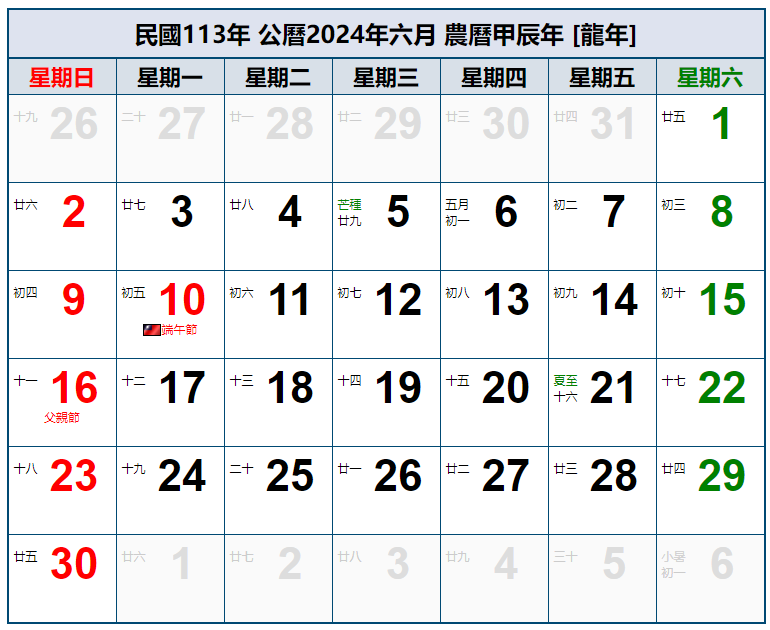 民國113年 公曆2024年六月 農曆甲辰年 [龍年]
星期日 星期一 星期二 星期三 星期四 星期五 星期六
十九 26 二十 27 廿一 28 廿二 29 廿三 30 廿四 31 廿五 1
廿六 2 廿七 3 廿八 4 芒種 廿九 5 五月 初一 6 初二 7 初三 8
初四 9 初五 10 初六 11 初七 12 初八 13 初九 14 初十 15
端午節
十一 16 十二 17 十三 18 十四 19 十五 20 夏至 十六 21 十七 22
父親節
十八 23 十九 24 二十 25 廿一 26 廿二 27 廿三 28 廿四 29
廿五 30 廿六 1 廿七 2 廿八 3 廿九 4 三十 5 小暑 初一 6